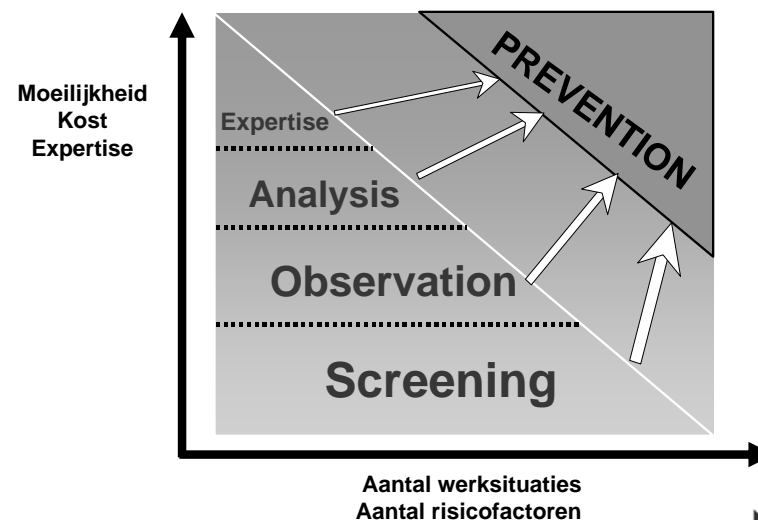 Moeilijkheid
Kost
Expertise
PREVENTION
Expertise
Analysis
Observation
Screening
Aantal werksituaties
Aantal risicofactoren